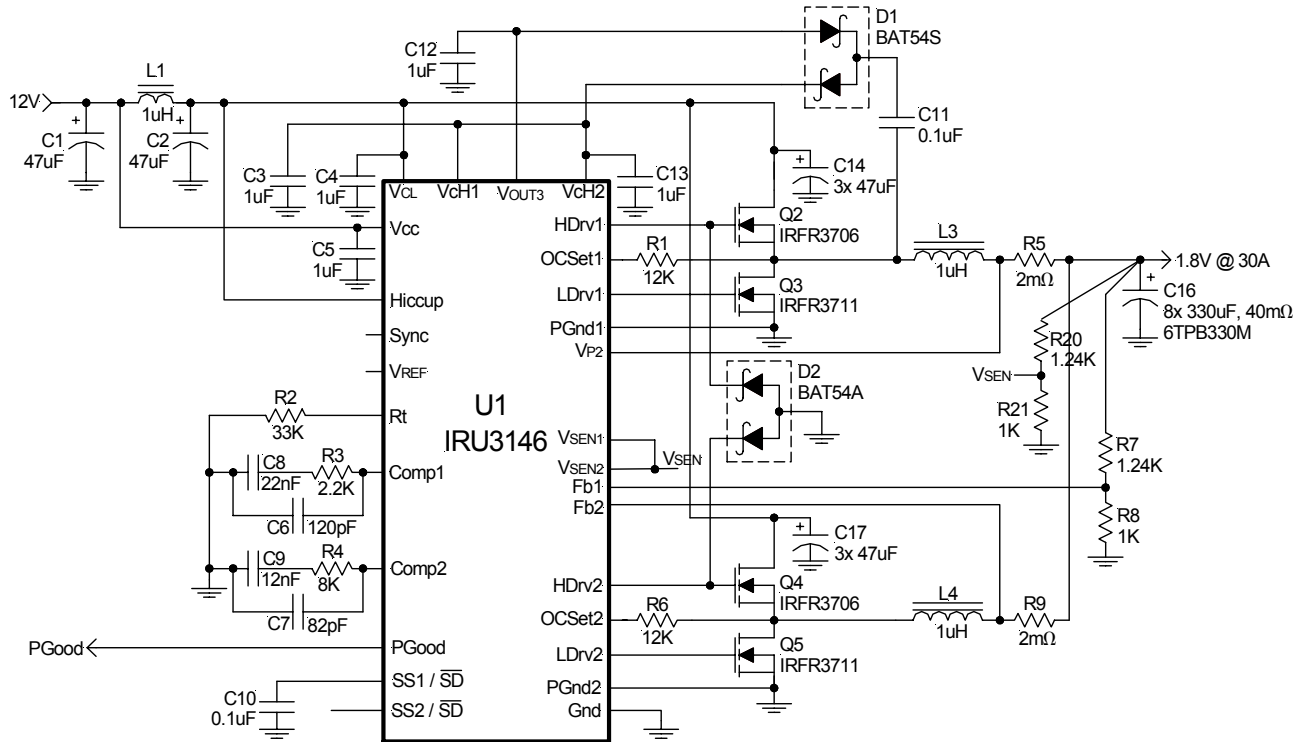 D1
BAT54S
C12
1uF
L1
12V
1uH
C1
47uF
C2
47uF
C11
0.1uF
C3
1uF
C4
1uF
C13
1uF
C14
3x 47uF
VCL
VcH1
VOUT3
VcH2
Vcc
C5
1uF
HDrv1
Q2
IRFR3706
OCSet1
R1
12K
L3
1uH
R5
2mΩ
1.8V @ 30A
Hiccup
LDrv1
Q3
IRFR3711
C16
8x 330uF, 40mΩ
6TPB330M
Sync
PGnd1
VP2
R20
1.24K
VREF
D2
BAT54A
VSEN
R21
1K
R2
33K
Rt
U1
IRU3146
VSEN1
VSEN2
VSEN
R7
1.24K
C8
22nF
R3
2.2K
Comp1
Fb1
Fb2
C6
120pF
R8
1K
C17
3x 47uF
C9
12nF
R4
8K
Comp2
HDrv2
Q4
IRFR3706
C7
82pF
OCSet2
R6
12K
L4
1uH
R9
2mΩ
PGood
PGood
LDrv2
Q5
IRFR3711
SS1 / SD
PGnd2
C10
0.1uF
SS2 / SD
Gnd